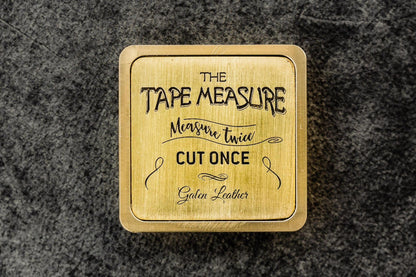 THE
TAPE MEASURE
Measure twice
CUT ONCE
Galen Leather